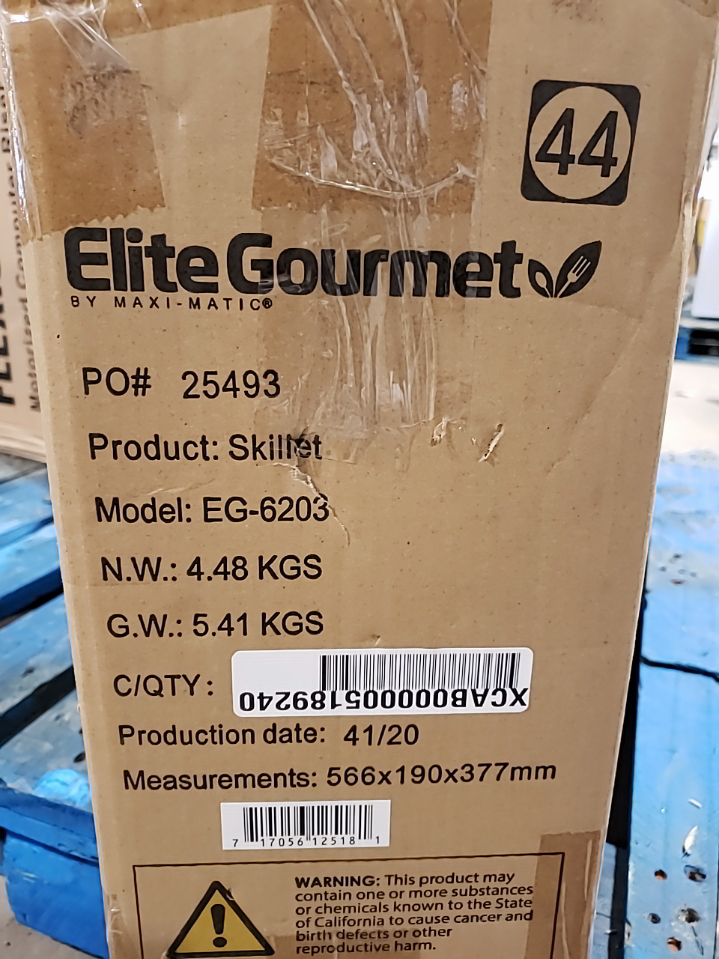 44
Elite Gourmet
BY MAXI-MATIC®
PO# 25493
Product: Skillet
Model: EG-6203
N.W.: 4.48 KGS
G.W.: 5.41 KGS
C/QTY:
XCAB000005189240
Production date: 41/20
Measurements: 566x190x377mm
7 17056 12518 1
WARNING: This product may
contain one or more substances
or chemicals known to the State
of California to cause cancer and
birth defects or other
reproductive harm.